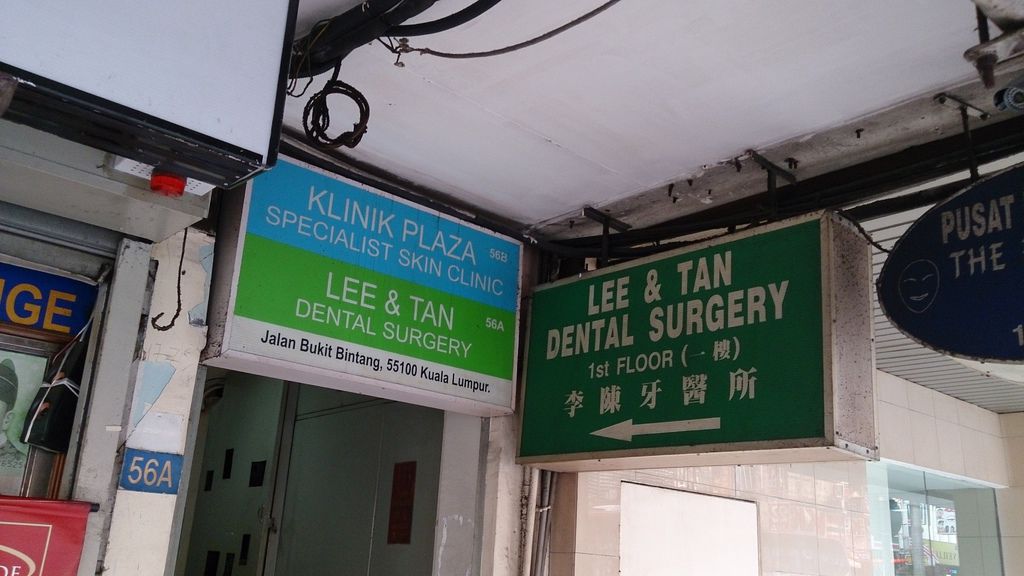 GE
56A
KLINIK PLAZA 56B
SPECIALIST SKIN CLINIC
LEE & TAN 56A
DENTAL SURGERY
Jalan Bukit Bintang, 55100 Kuala Lumpur.
LEE & TAN
DENTAL SURGERY
1st FLOOR (一樓)
李陳牙醫所
PUSAT
THE